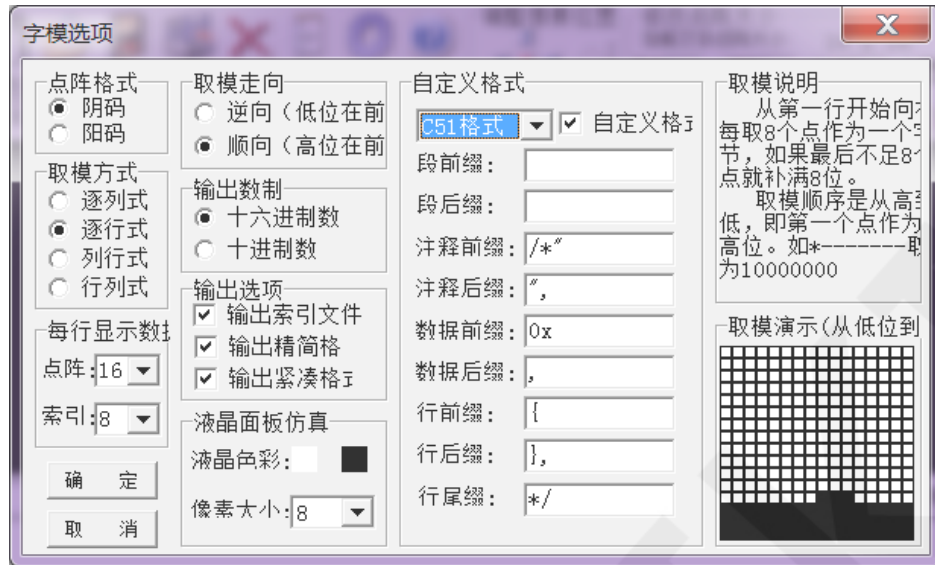 字模选项
点阵格式
阴码
阳码
取模方式
逐列式
逐行式
列行式
行列式
每行显示数
点阵:16
索引:8
确 定
取 消
取模走向
逆向（低位在前
顺向（高位在前
输出数制
十六进制数
十进制数
输出选项
输出索引文件
输出精简格
输出紧凑格
液晶面板仿真
液晶色彩:
像素大小:8
自定义格式
C51格式
自定义格
段前缀:
段后缀:
注释前缀: /*"
注释后缀: ",
数据前缀: 0x
数据后缀: ,
行前缀: {
行后缀: },
行尾缀: */
取模说明
从第一行开始向
每取8个点作为一个
节，如果最后不足8
点就补满8位。
取模顺序是从高
低，即第一个点作为
高位。如*-------取
为10000000
取模演示(从低位到